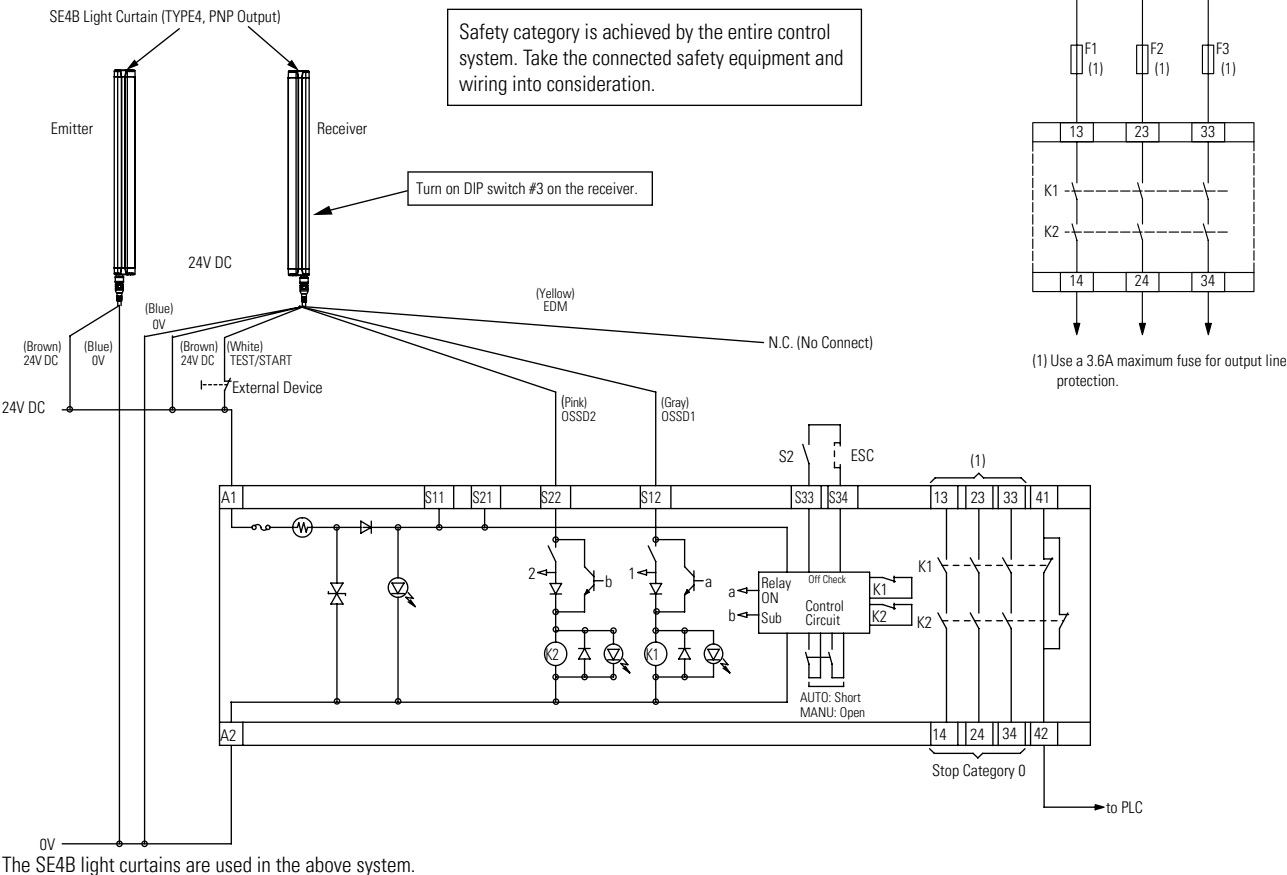 SE4B Light Curtain (TYPE4, PNP Output)
Safety category is achieved by the entire control
system. Take the connected safety equipment and
wiring into consideration.
F1
(1)
F2
(1)
F3
(1)
Emitter
Receiver
13 23 33
Turn on DIP switch #3 on the receiver.
K1
K2
24V DC
14 24 34
(Yellow)
EDM
(Blue)
0V
(Brown)
24V DC
(Blue)
0V
(Brown)
24V DC
(White)
TEST/START
N.C. (No Connect)
(1) Use a 3.6A maximum fuse for output line
protection.
External Device
24V DC
(Pink)
OSSD2
(Gray)
OSSD1
S2
ESC
(1)
A1 S11 S21 S22 S12 S33 S34 13 23 33 41
2
b
1
a
a
b
Relay
ON
Sub
Off Check
Control
Circuit
K1
K2
K1
K2
K2
K1
AUTO: Short
MANU: Open
A2 14 24 34 42
Stop Category 0
to PLC
0V
The SE4B light curtains are used in the above system.